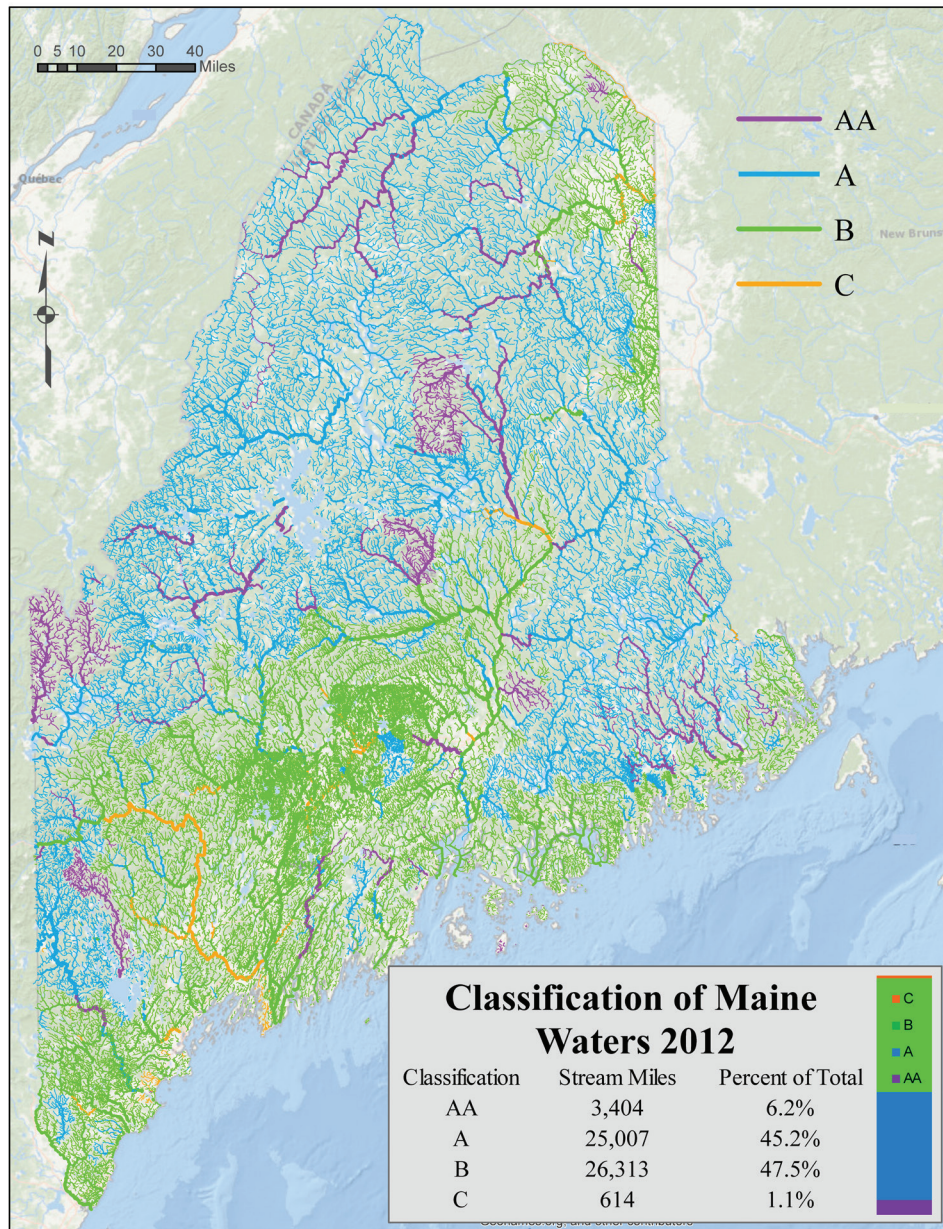 0 5 10 20 30 40
Miles
CANADA
Québec
N
New Bruns
AA
A
B
C
Classification of Maine
Waters 2012
Classification Stream Miles Percent of Total
AA 3,404 6.2%
A 25,007 45.2%
B 26,313 47.5%
C 614 1.1%
C
B
A
AA